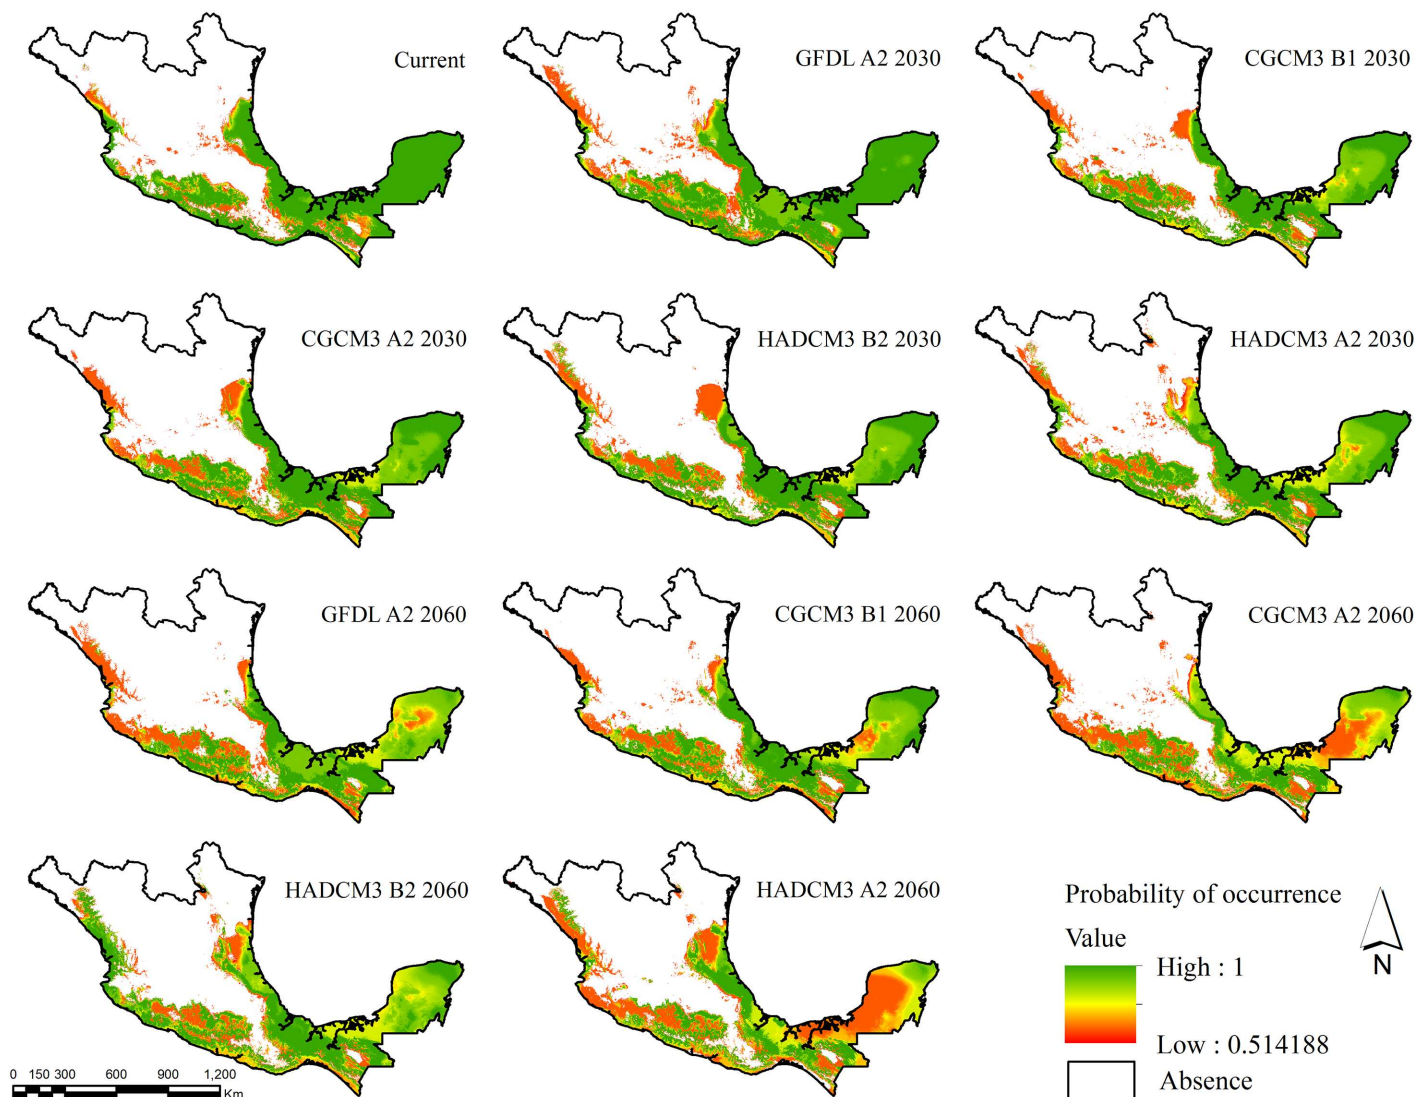 Current
GFDL A2 2030
CGCM3 B1 2030
CGCM3 A2 2030
HADCM3 B2 2030
HADCM3 A2 2030
GFDL A2 2060
CGCM3 B1 2060
CGCM3 A2 2060
HADCM3 B2 2060
HADCM3 A2 2060
Probability of occurrence
Value
High : 1
Low : 0.514188
Absence
N
0 150 300 600 900 1,200
Km